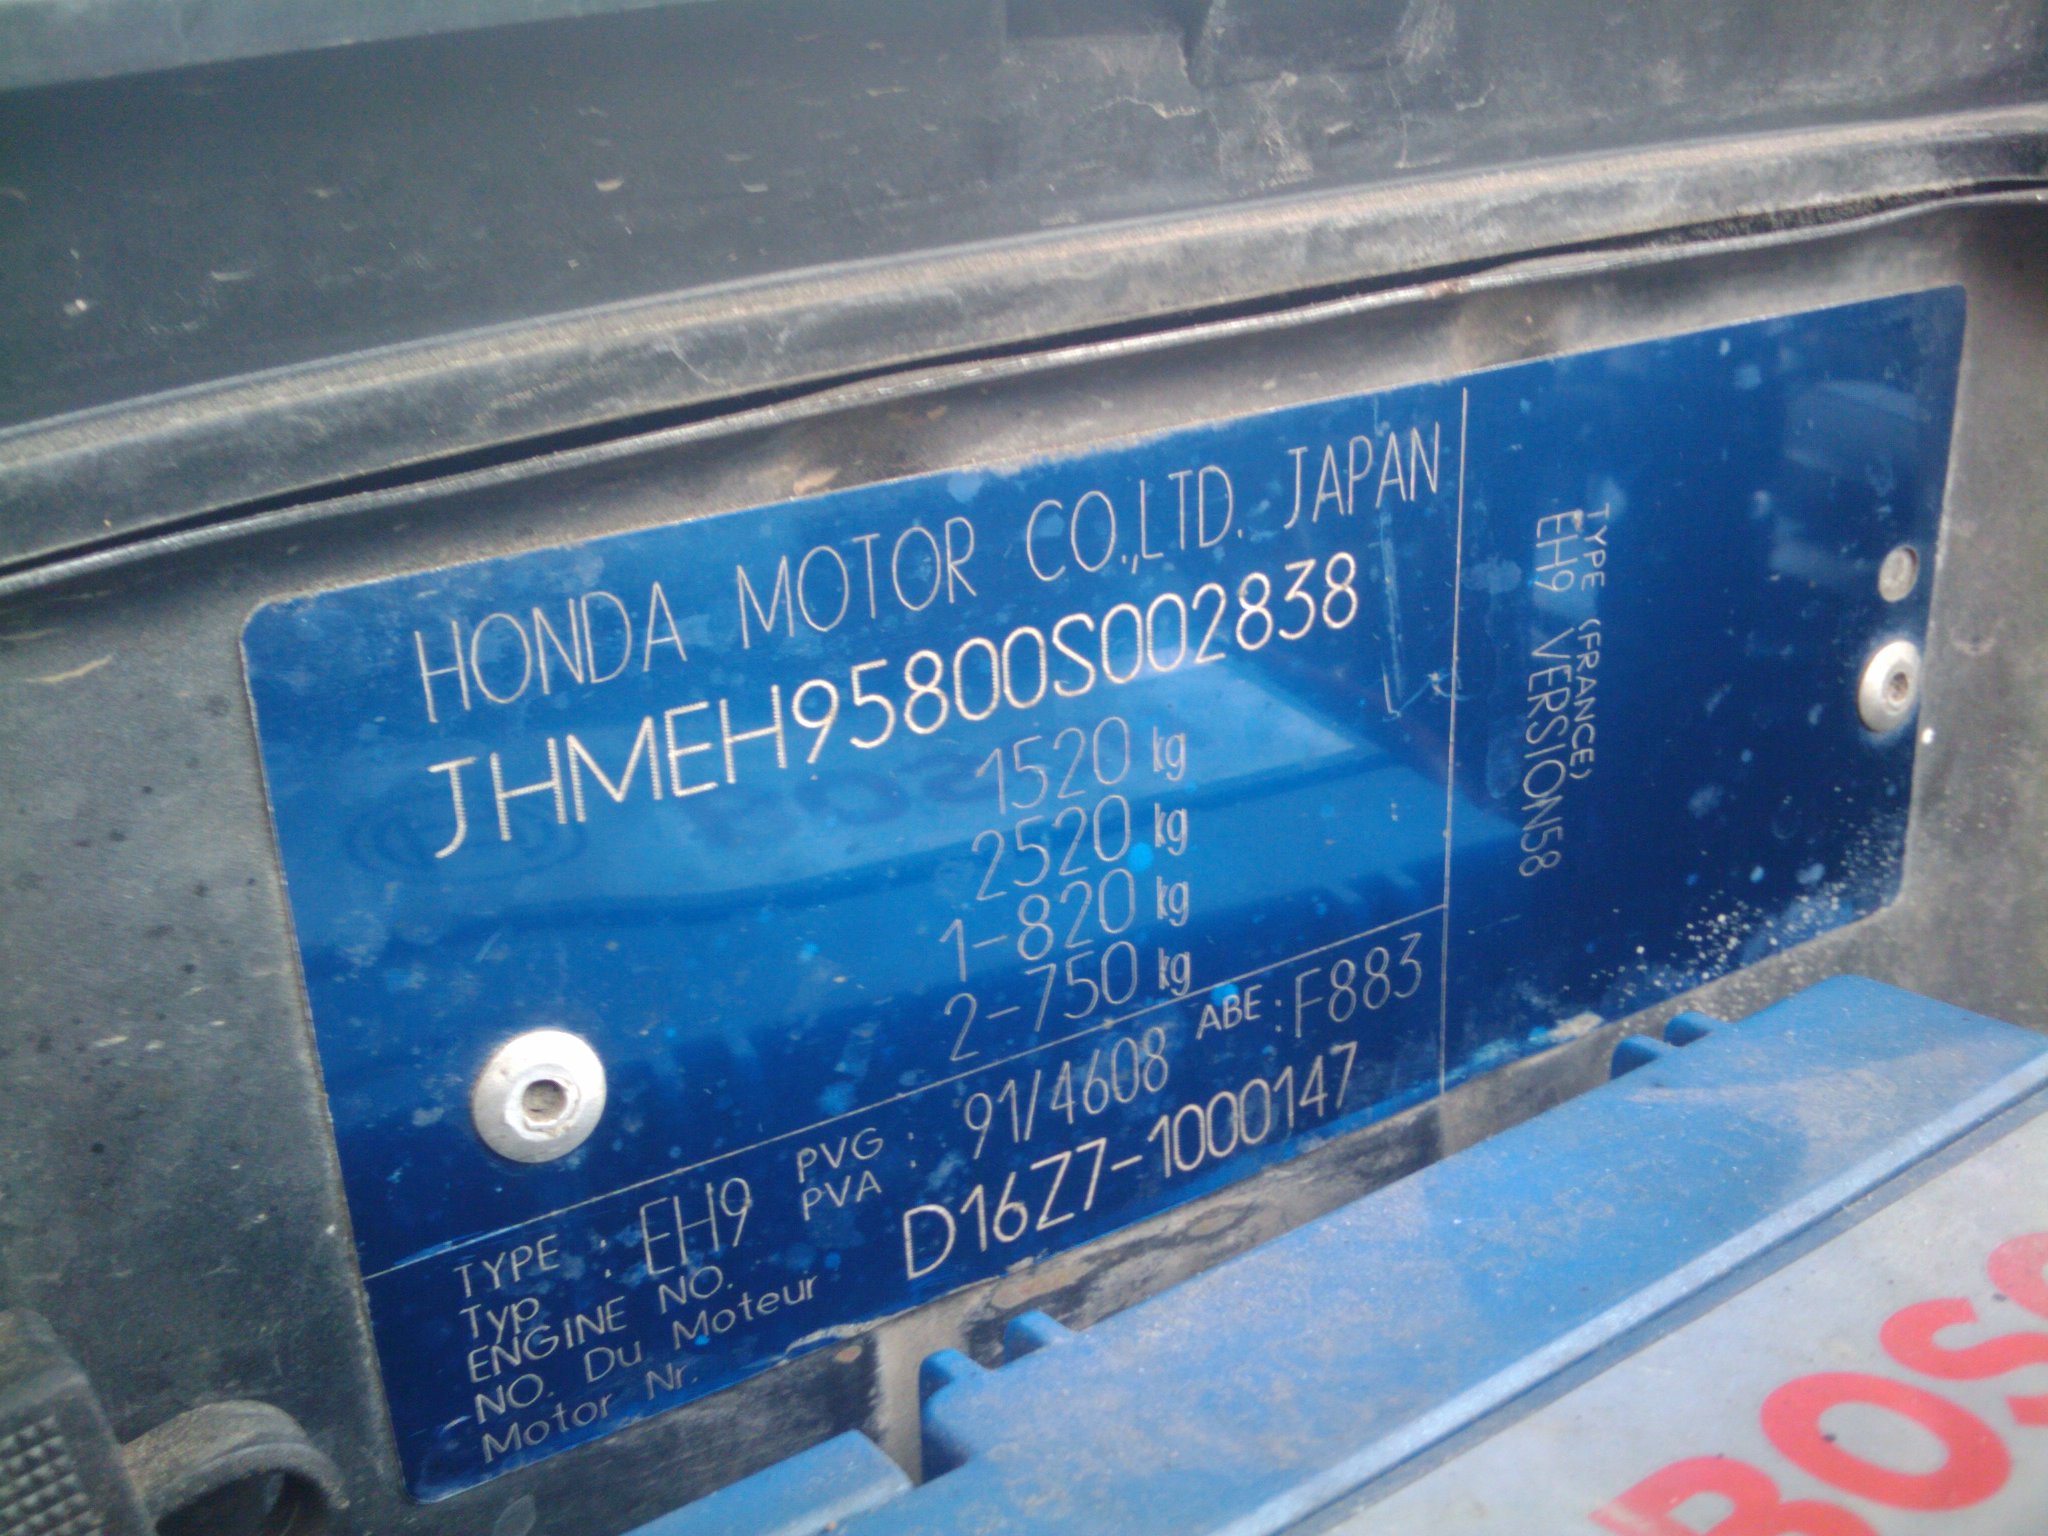 HONDA MOTOR CO.,LTD. JAPAN
JHMEH95800S002838
1520 kg
2520 kg
1-820 kg
2-750 kg
TYPE : EH9 PVG : 91/4608 ABE : F883
Typ PVA
ENGINE NO. D16Z7-1000147
NO. Du Moteur
Motor Nr.
TYPE (FRANCE)
EH9 VERSION58
BOS